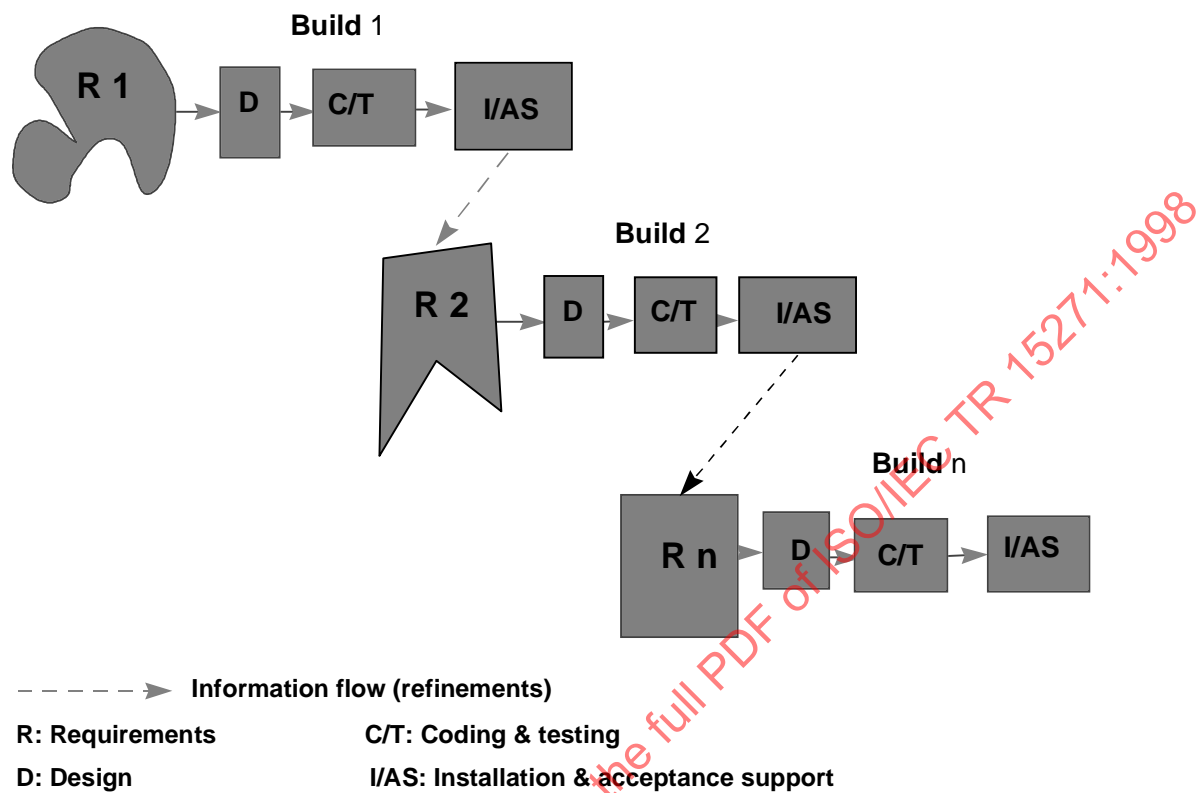 Build 1
R 1
D
C/T
I/AS
Build 2
R 2
D
C/T
I/AS
Build n
R n
D
C/T
I/AS
Information flow (refinements)
R: Requirements
C/T: Coding & testing
D: Design
I/AS: Installation & acceptance support
the full PDF of ISO/IEC TR 15271:1998